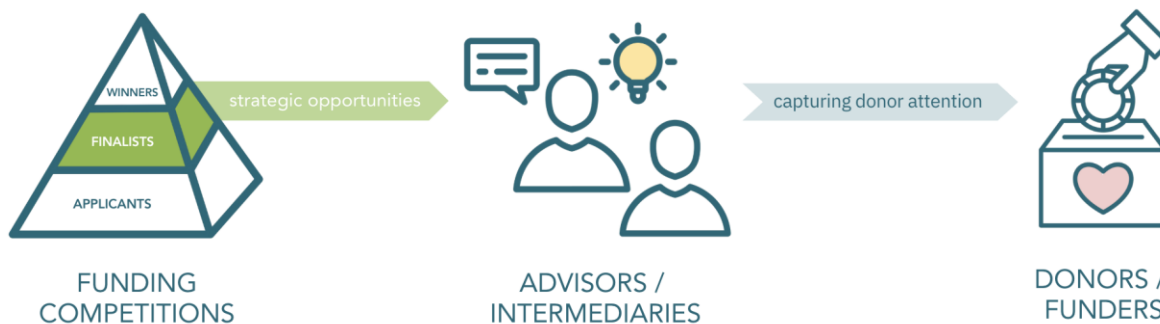 WINNERS
FINALISTS
APPLICANTS
strategic opportunities
capturing donor attention
FUNDING
COMPETITIONS
ADVISORS /
INTERMEDIARIES
DONORS /
FUNDERS